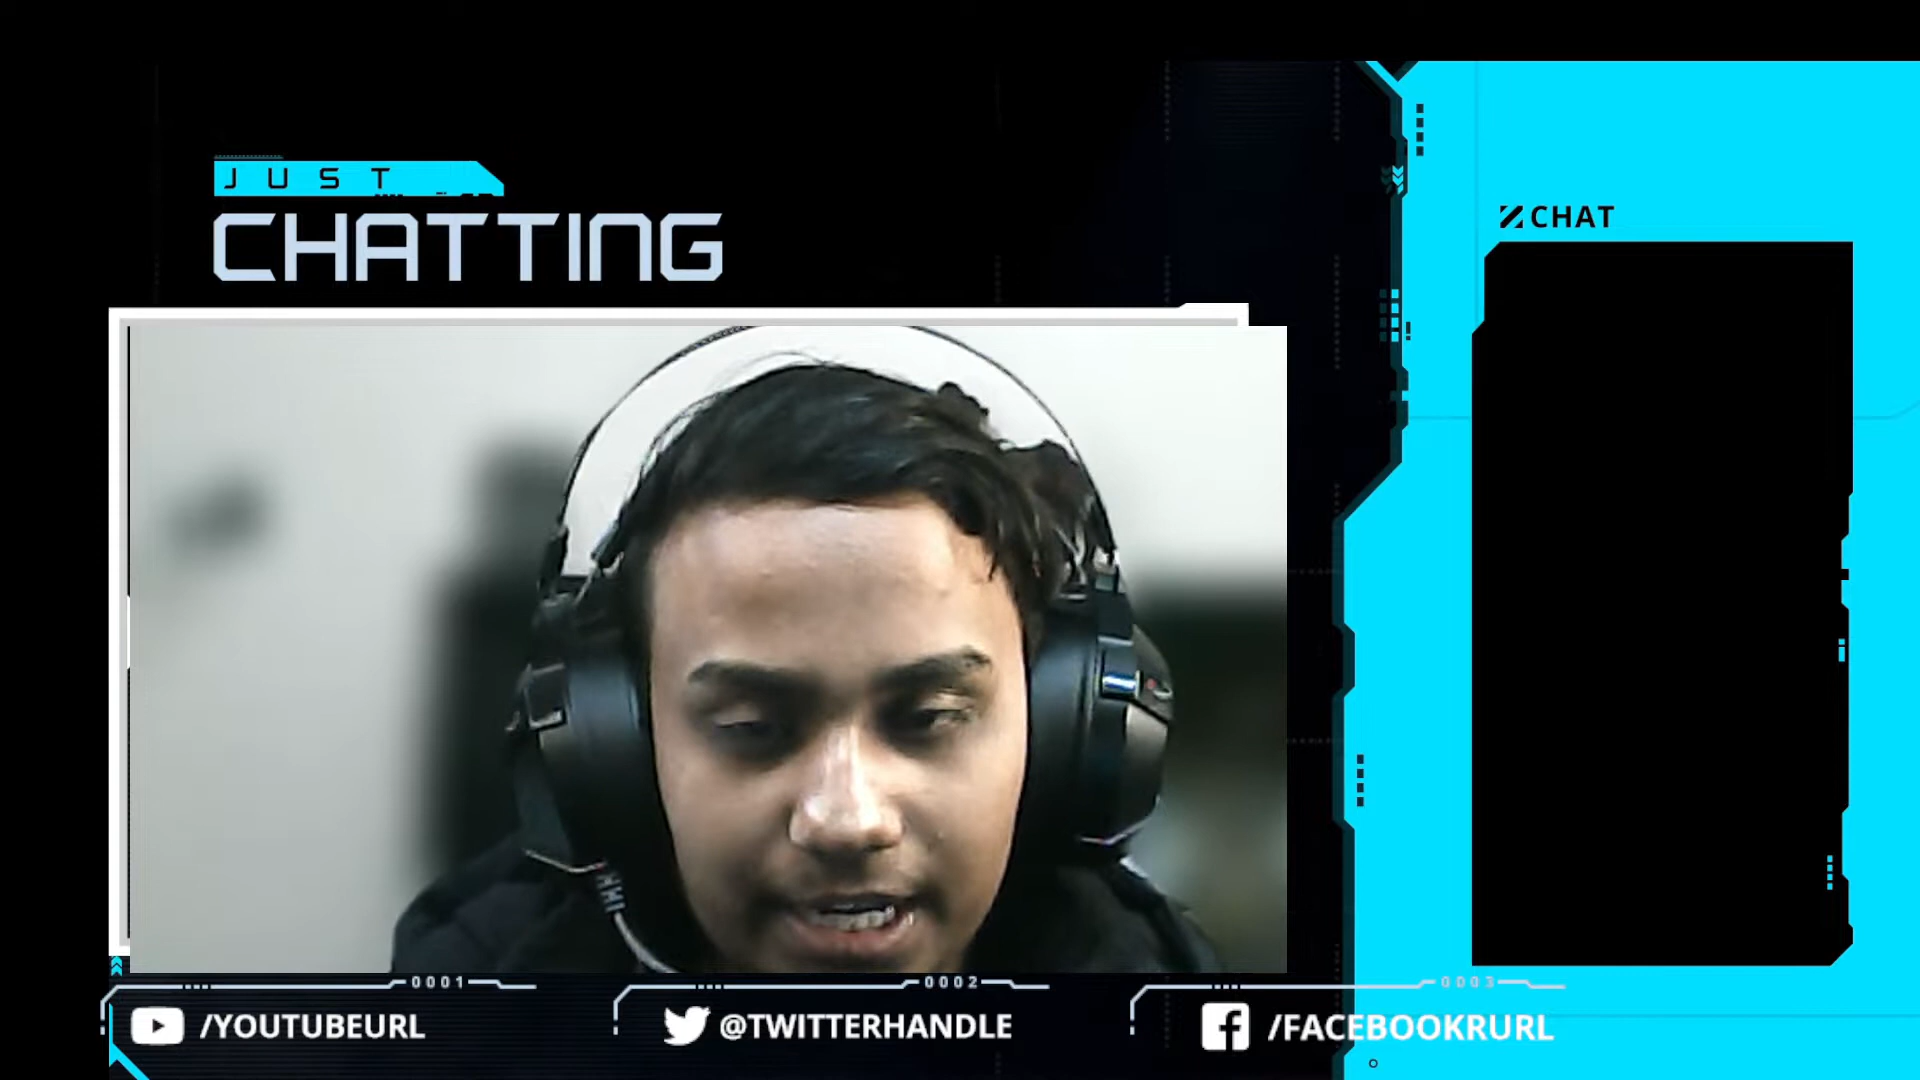 JUST
CHATTING
CHAT
0001
0002
0003
/YOUTUBEURL
@TWITTERHANDLE
/FACEBOOKRURL